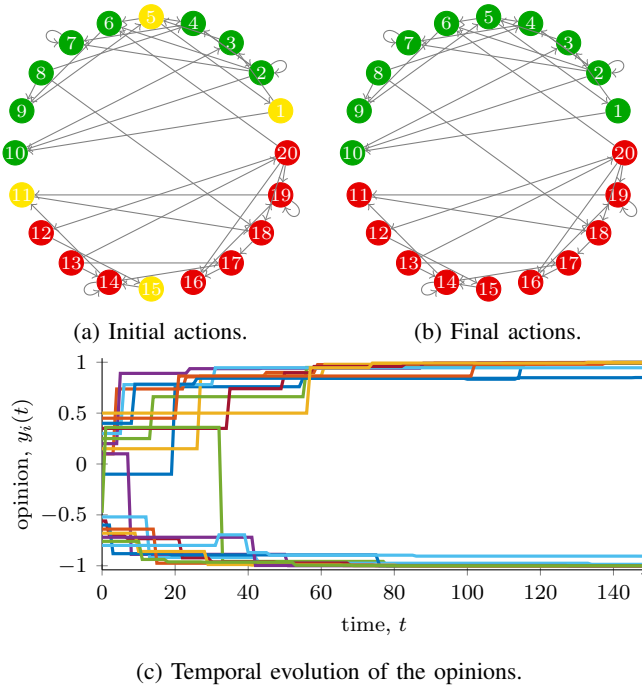 5
6 4
7 3
8 2
9 1
10 20
11 19
12 18
13 17
14 15 16
5
6 4
7 3
8 2
9 1
10 20
11 19
12 18
13 17
14 15 16
(a) Initial actions.
(b) Final actions.
1
0.5
0
−0.5
−1
opinion, y_i(t)
0 20 40 60 80 100 120 140
time, t
(c) Temporal evolution of the opinions.